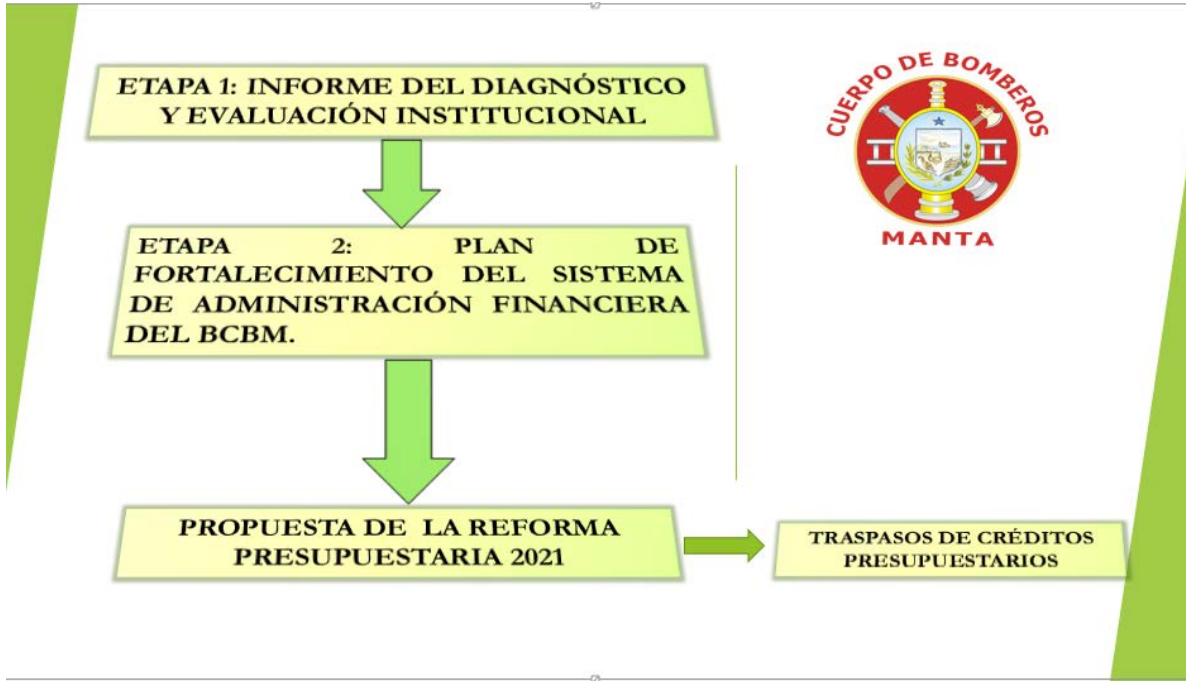 ETAPA 1: INFORME DEL DIAGNÓSTICO
Y EVALUACIÓN INSTITUCIONAL
CUERPO DE BOMBEROS
MANTA
ETAPA 2: PLAN DE
FORTALECIMIENTO DEL SISTEMA
DE ADMINISTRACIÓN FINANCIERA
DEL BCBM.
PROPUESTA DE LA REFORMA
PRESUPUESTARIA 2021
TRASPASOS DE CRÉDITOS
PRESUPUESTARIOS